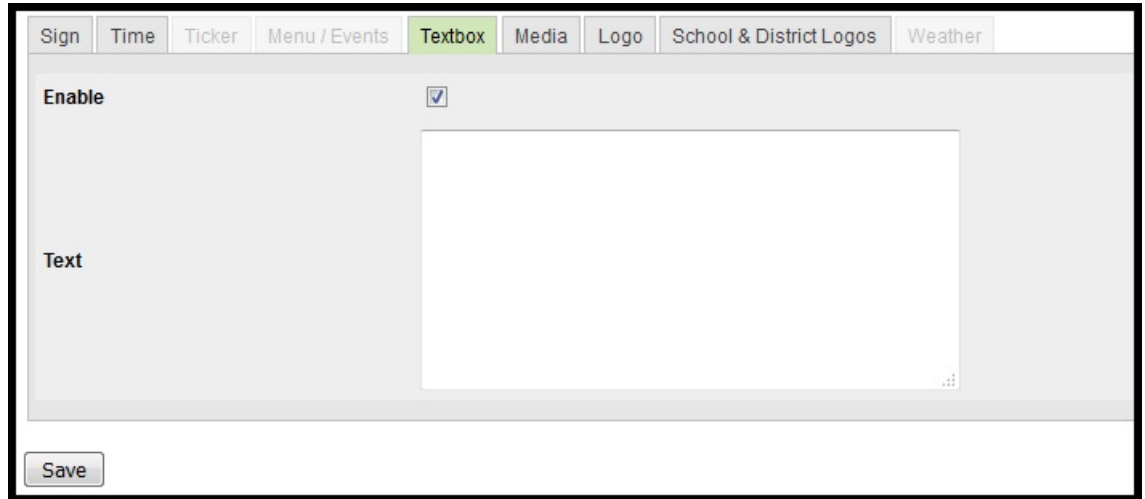 Sign Time Ticker Menu / Events Textbox Media Logo School & District Logos Weather
Enable
Text
Save